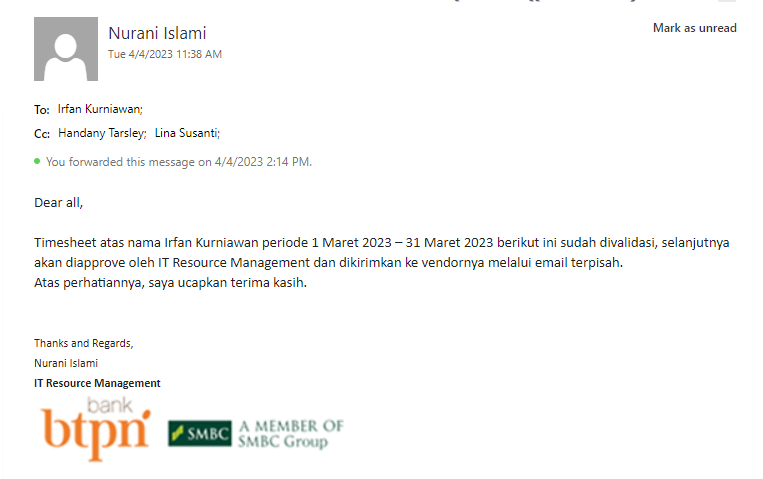 Nurani Islami
Mark as unread
Tue 4/4/2023 11:38 AM
To: Irfan Kurniawan;
Cc: Handany Tarsley; Lina Susanti;
You forwarded this message on 4/4/2023 2:14 PM.
Dear all,
Timesheet atas nama Irfan Kurniawan periode 1 Maret 2023 – 31 Maret 2023 berikut ini sudah divalidasi, selanjutnya
akan diapprove oleh IT Resource Management dan dikirimkan ke vendornya melalui email terpisah.
Atas perhatiannya, saya ucapkan terima kasih.
Thanks and Regards,
Nurani Islami
IT Resource Management
bank
btpn
SMBC
A MEMBER OF
SMBC Group